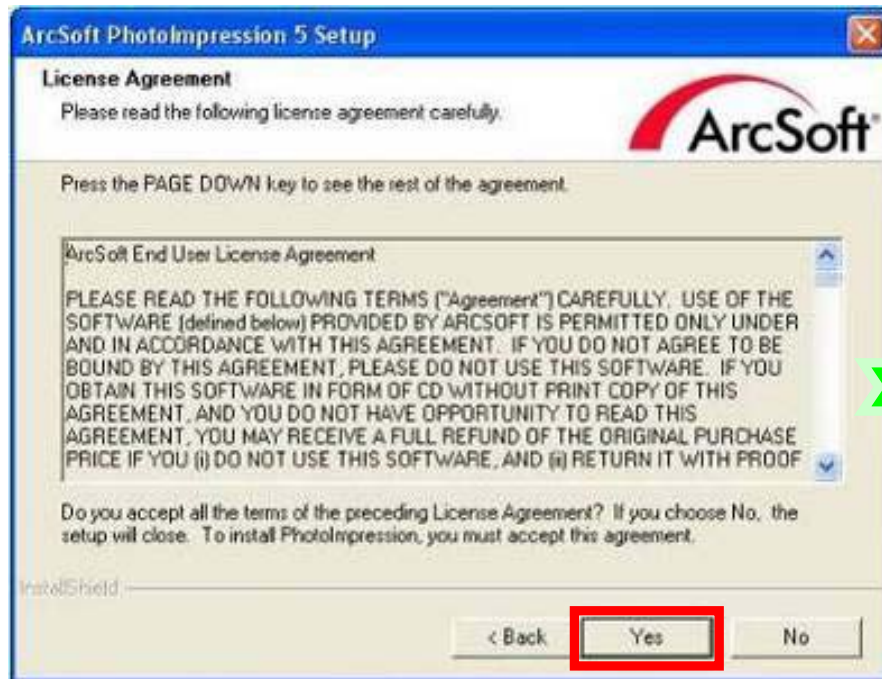 ArcSoft PhotoImpression 5 Setup
License Agreement
Please read the following license agreement carefully.
ArcSoft
Press the PAGE DOWN key to see the rest of the agreement.
ArcSoft End User License Agreement
PLEASE READ THE FOLLOWING TERMS ("Agreement") CAREFULLY. USE OF THE
SOFTWARE (defined below) PROVIDED BY ARCSOFT IS PERMITTED ONLY UNDER
AND IN ACCORDANCE WITH THIS AGREEMENT. IF YOU DO NOT AGREE TO BE
BOUND BY THIS AGREEMENT, PLEASE DO NOT USE THIS SOFTWARE. IF YOU
OBTAIN THIS SOFTWARE IN FORM OF CD WITHOUT PRINT COPY OF THIS
AGREEMENT, AND YOU DO NOT HAVE OPPORTUNITY TO READ THIS
AGREEMENT, YOU MAY RECEIVE A FULL REFUND OF THE ORIGINAL PURCHASE
PRICE IF YOU (i) DO NOT USE THIS SOFTWARE, AND (ii) RETURN IT WITH PROOF
Do you accept all the terms of the preceding License Agreement? If you choose No, the
setup will close. To install PhotoImpression, you must accept this agreement.
InstallShield
< Back Yes No